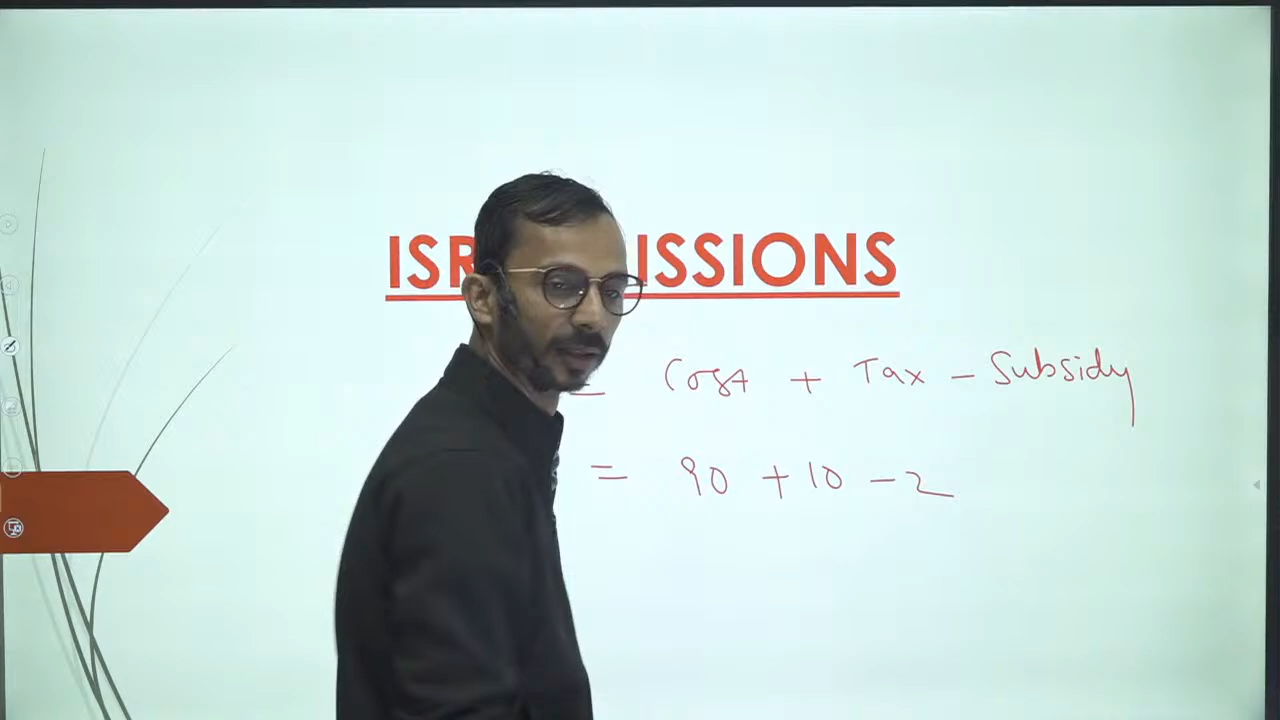 ISR ISSIONS
= Cost + Tax - Subsidy
= 90 + 10 - 2